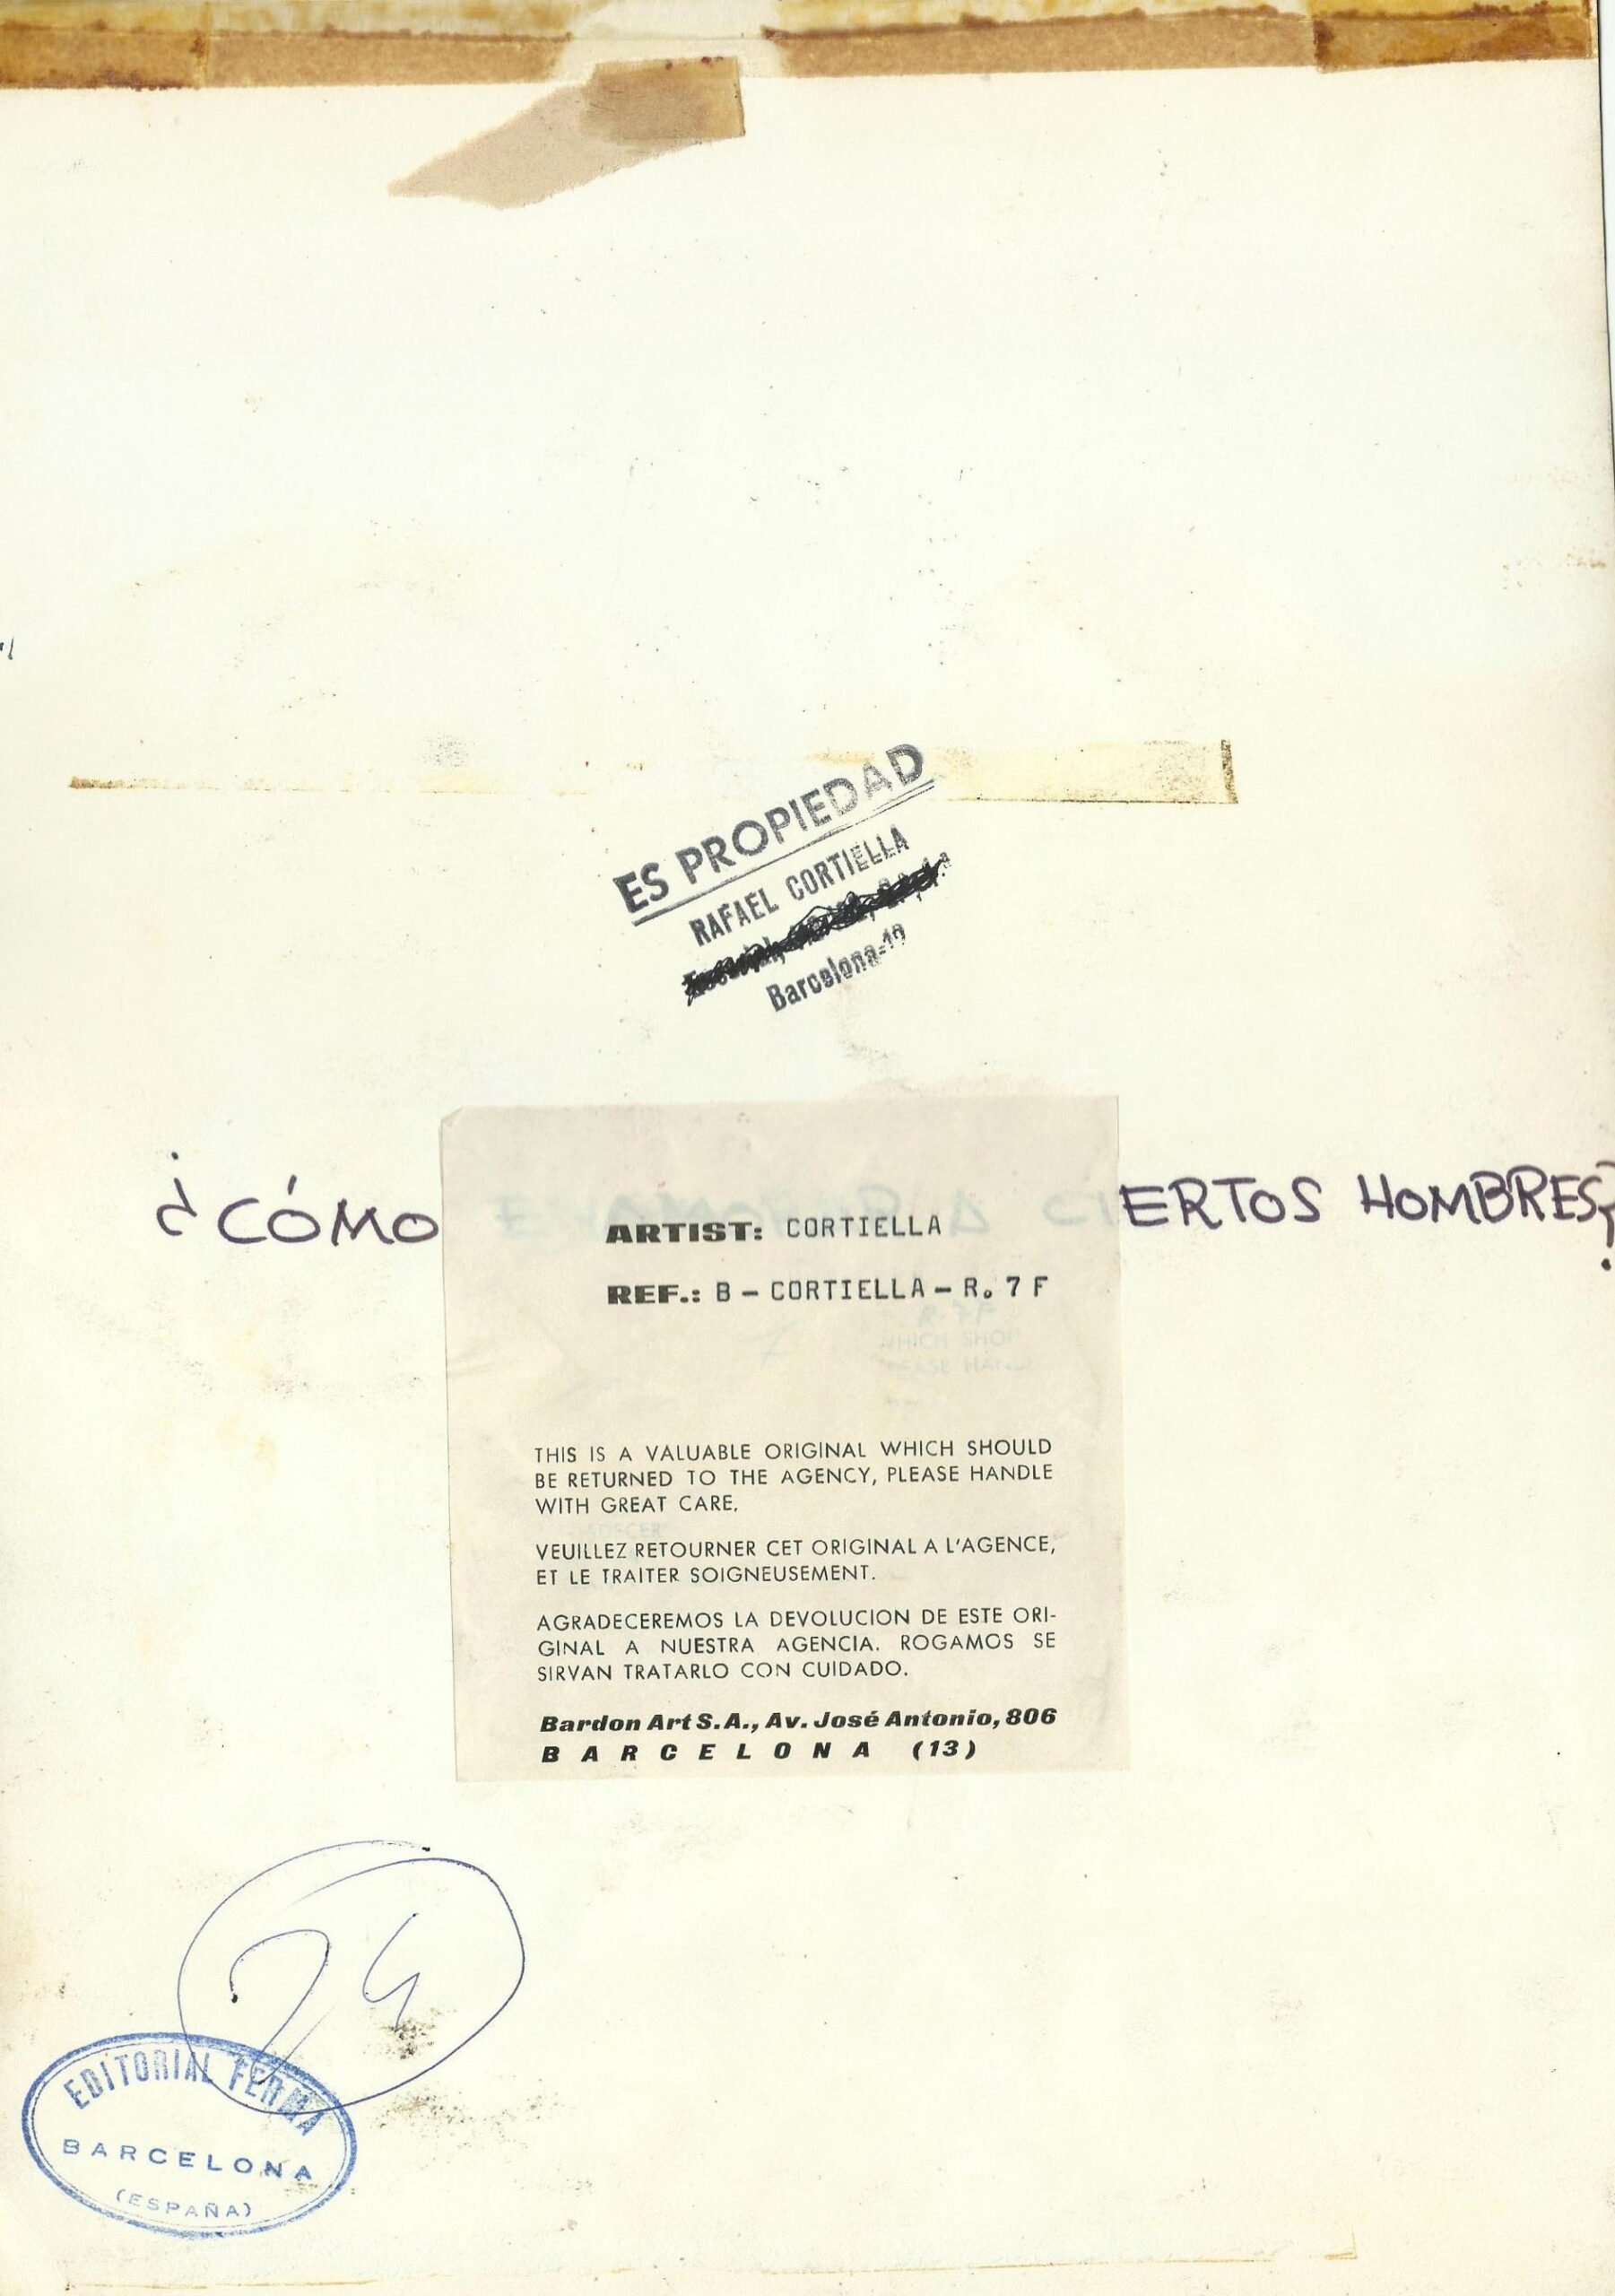 ES PROPIEDAD
RAFAEL CORTIELLA
Barcelona-12
¿CÓMO ERTOS HOMBRES?
ARTIST: CORTIELLA
REF.: B - CORTIELLA - R. 7 F
THIS IS A VALUABLE ORIGINAL WHICH SHOULD
BE RETURNED TO THE AGENCY, PLEASE HANDLE
WITH GREAT CARE.
VEUILLEZ RETOURNER CET ORIGINAL A L'AGENCE,
ET LE TRAITER SOIGNEUSEMENT.
AGRADECEREMOS LA DEVOLUCION DE ESTE ORI-
GINAL A NUESTRA AGENCIA. ROGAMOS SE
SIRVAN TRATARLO CON CUIDADO.
Bardon Art S.A., Av. José Antonio, 806
BARCELONA (13)
EDITORIAL FERMA
BARCELONA
(ESPAÑA)